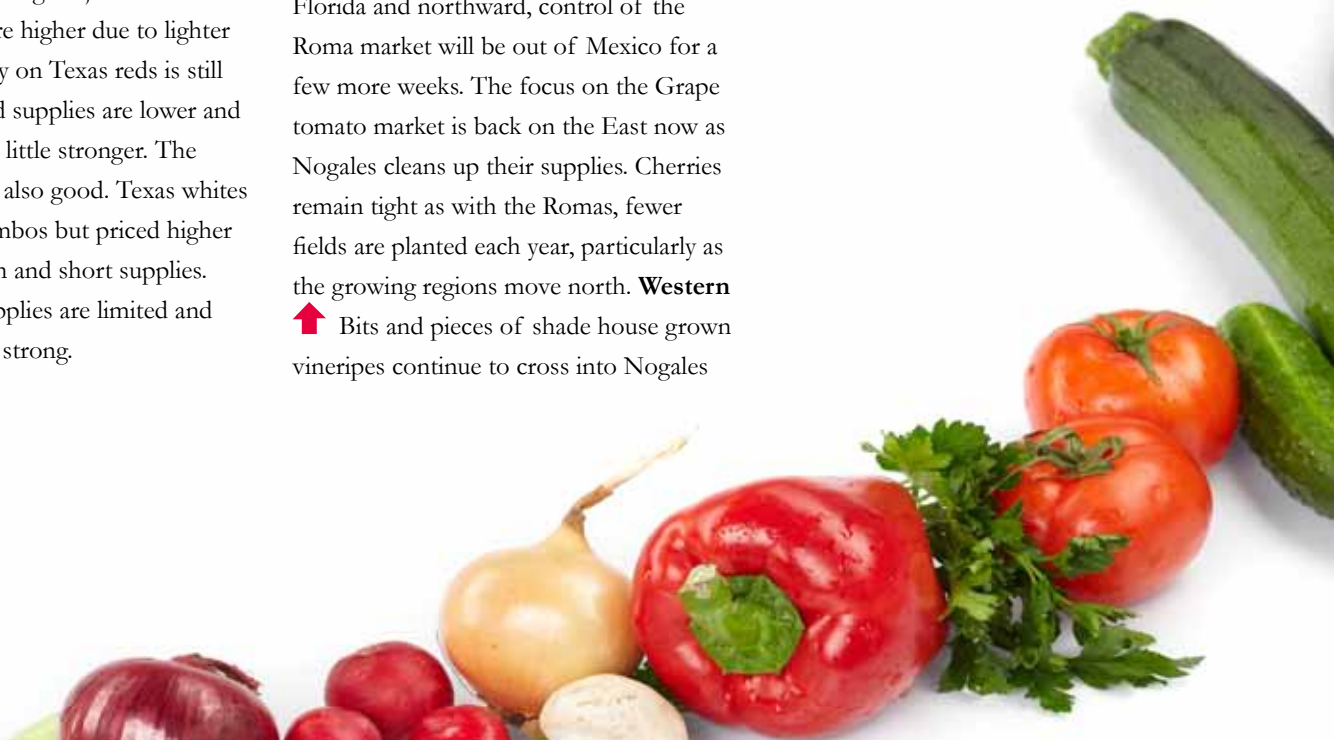 re higher due to lighter
y on Texas reds is still
d supplies are lower and
little stronger. The
also good. Texas whites
mbos but priced higher
n and short supplies.
pplies are limited and
strong.
Florida and northward, control of the
Roma market will be out of Mexico for a
few more weeks. The focus on the Grape
tomato market is back on the East now as
Nogales cleans up their supplies. Cherries
remain tight as with the Romas, fewer
fields are planted each year, particularly as
the growing regions move north. Western
Bits and pieces of shade house grown
vineripes continue to cross into Nogales